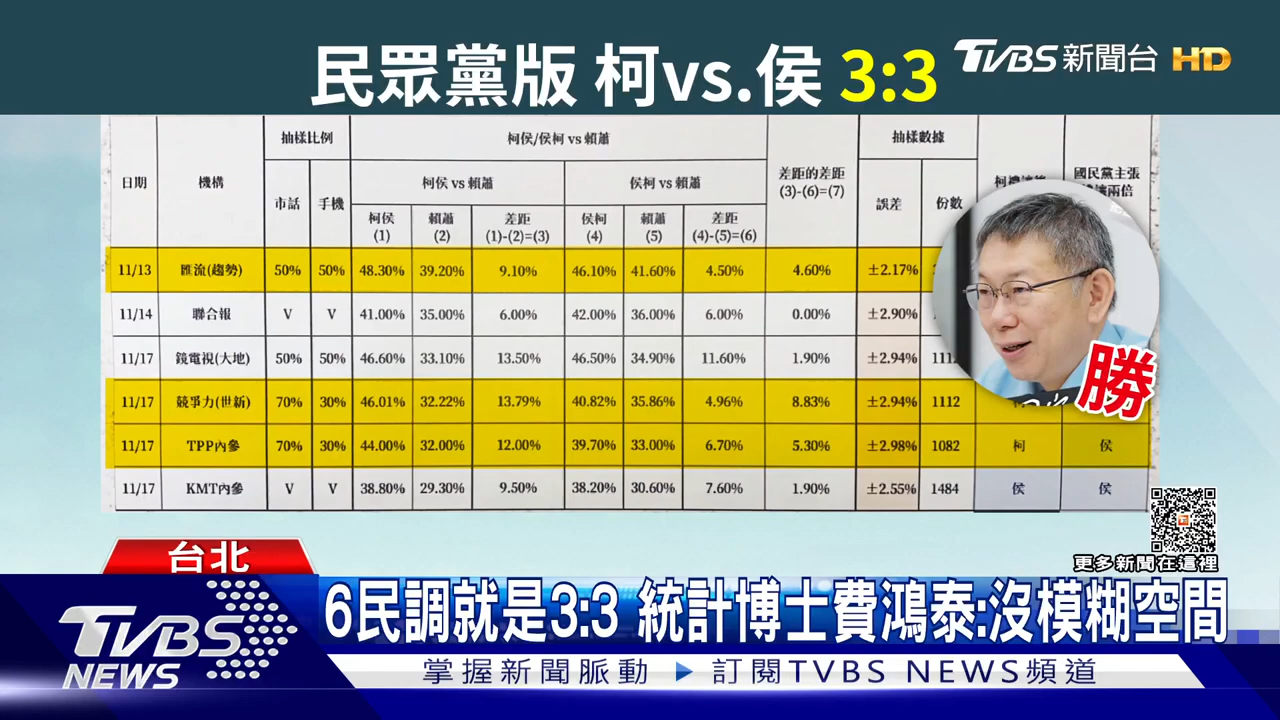 民眾黨版 柯vs.侯 3:3
TVBS新聞台 HD
抽樣比例 柯侯/侯柯 vs 賴蕭 抽樣數據
日期 機構 市話 手機 柯侯 vs 賴蕭 侯柯 vs 賴蕭 差距的差距 (3)-(6)=(7) 誤差 份數 國民黨主張
柯侯 (1) 賴蕭 (2) 差距 (1)-(2)=(3) 侯柯 (4) 賴蕭 (5) 差距 (4)-(5)=(6)
11/13 匯流(趨勢) 50% 50% 48.30% 39.20% 9.10% 46.10% 41.60% 4.50% 4.60% ±2.17%
11/14 聯合報 V V 41.00% 35.00% 6.00% 42.00% 36.00% 6.00% 0.00% ±2.90%
11/17 鏡電視(大地) 50% 50% 46.60% 33.10% 13.50% 46.50% 34.90% 11.60% 1.90% ±2.94%
11/17 競爭力(世新) 70% 30% 46.01% 32.22% 13.79% 40.82% 35.86% 4.96% 8.83% ±2.94% 1112
11/17 TPP內參 70% 30% 44.00% 32.00% 12.00% 39.70% 33.00% 6.70% 5.30% ±2.98% 1082 柯 侯
11/17 KMT內參 V V 38.80% 29.30% 9.50% 38.20% 30.60% 7.60% 1.90% ±2.55% 1484 侯 侯
勝
更多新聞在這裡
台北
6民調就是3:3 統計博士費鴻泰:沒模糊空間
TVBS NEWS
掌握新聞脈動 ▶ 訂閱TVBS NEWS頻道